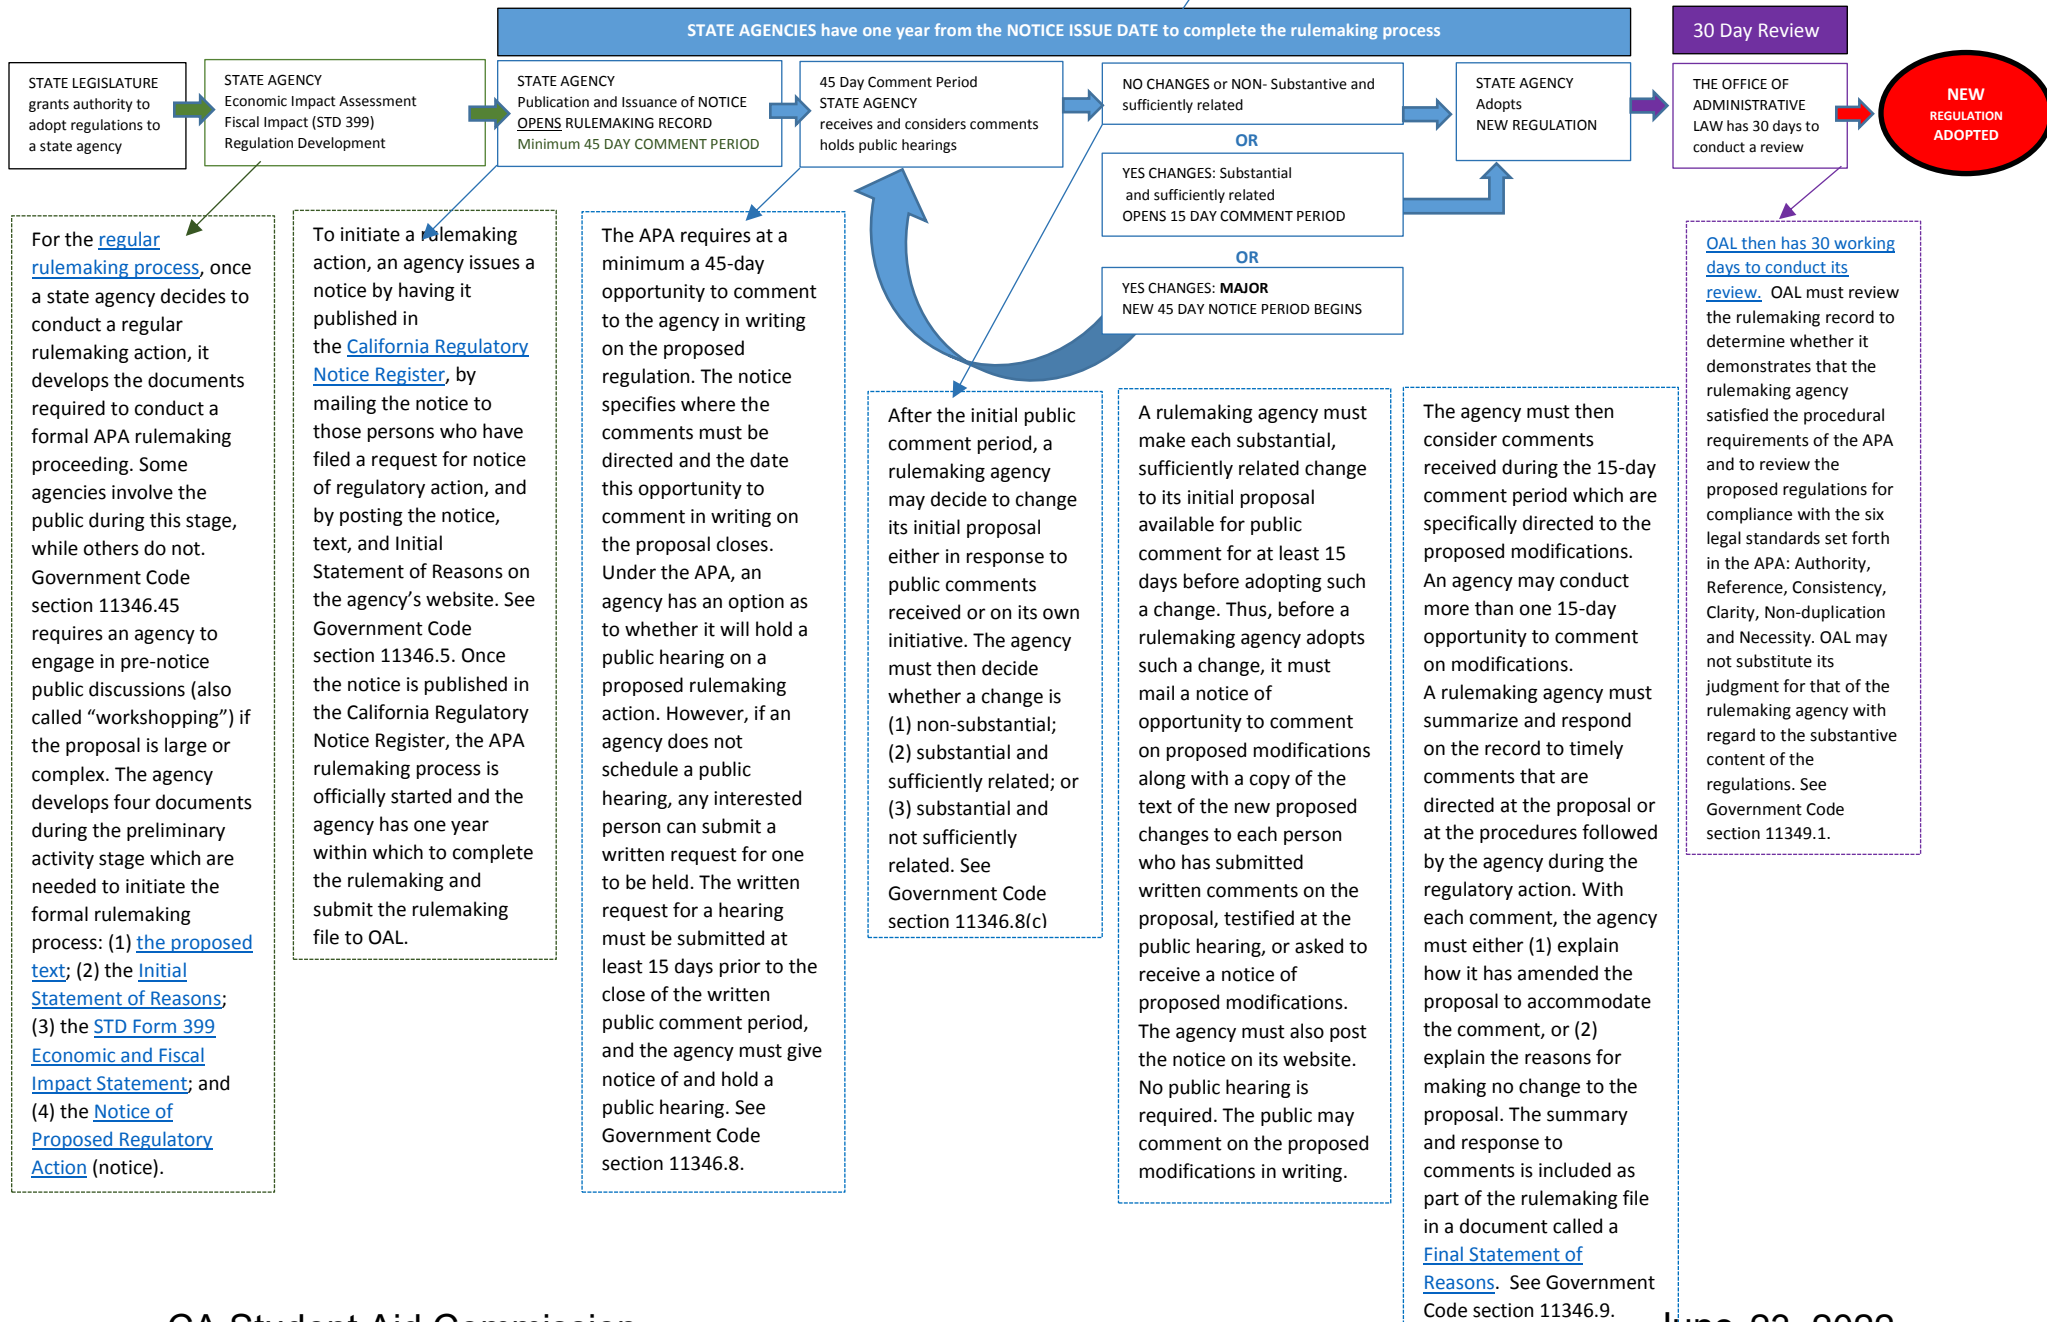 STATE AGENCIES have one year from the NOTICE ISSUE DATE to complete the rulemaking process
30 Day Review
STATE LEGISLATURE
grants authority to
adopt regulations to
a state agency
STATE AGENCY
Economic Impact Assessment
Fiscal Impact (STD 399)
Regulation Development
STATE AGENCY
Publication and Issuance of NOTICE
OPENS RULEMAKING RECORD
Minimum 45 DAY COMMENT PERIOD
45 Day Comment Period
STATE AGENCY
receives and considers comments
holds public hearings
NO CHANGES or NON- Substantive and
sufficiently related
OR
YES CHANGES: Substantial
and sufficiently related
OPENS 15 DAY COMMENT PERIOD
OR
YES CHANGES: MAJOR
NEW 45 DAY NOTICE PERIOD BEGINS
STATE AGENCY
Adopts
NEW REGULATION
THE OFFICE OF
ADMINISTRATIVE
LAW has 30 days to
conduct a review
NEW
REGULATION
ADOPTED
For the regular
rulemaking process, once
a state agency decides to
conduct a regular
rulemaking action, it
develops the documents
required to conduct a
formal APA rulemaking
proceeding. Some
agencies involve the
public during this stage,
while others do not.
Government Code
section 11346.45
requires an agency to
engage in pre-notice
public discussions (also
called “workshopping”) if
the proposal is large or
complex. The agency
develops four documents
during the preliminary
activity stage which are
needed to initiate the
formal rulemaking
process: (1) the proposed
text; (2) the Initial
Statement of Reasons;
(3) the STD Form 399
Economic and Fiscal
Impact Statement; and
(4) the Notice of
Proposed Regulatory
Action (notice).
To initiate a rulemaking
action, an agency issues a
notice by having it
published in
the California Regulatory
Notice Register, by
mailing the notice to
those persons who have
filed a request for notice
of regulatory action, and
by posting the notice,
text, and Initial
Statement of Reasons on
the agency’s website. See
Government Code
section 11346.5. Once
the notice is published in
the California Regulatory
Notice Register, the APA
rulemaking process is
officially started and the
agency has one year
within which to complete
the rulemaking and
submit the rulemaking
file to OAL.
The APA requires at a
minimum a 45-day
opportunity to comment
to the agency in writing
on the proposed
regulation. The notice
specifies where the
comments must be
directed and the date
this opportunity to
comment in writing on
the proposal closes.
Under the APA, an
agency has an option as
to whether it will hold a
public hearing on a
proposed rulemaking
action. However, if an
agency does not
schedule a public
hearing, any interested
person can submit a
written request for one
to be held. The written
request for a hearing
must be submitted at
least 15 days prior to the
close of the written
public comment period,
and the agency must give
notice of and hold a
public hearing. See
Government Code
section 11346.8.
After the initial public
comment period, a
rulemaking agency
may decide to change
its initial proposal
either in response to
public comments
received or on its own
initiative. The agency
must then decide
whether a change is
(1) non-substantial;
(2) substantial and
sufficiently related; or
(3) substantial and
not sufficiently
related. See
Government Code
section 11346.8(c)
A rulemaking agency must
make each substantial,
sufficiently related change
to its initial proposal
available for public
comment for at least 15
days before adopting such
a change. Thus, before a
rulemaking agency adopts
such a change, it must
mail a notice of
opportunity to comment
on proposed modifications
along with a copy of the
text of the new proposed
changes to each person
who has submitted
written comments on the
proposal, testified at the
public hearing, or asked to
receive a notice of
proposed modifications.
The agency must also post
the notice on its website.
No public hearing is
required. The public may
comment on the proposed
modifications in writing.
The agency must then
consider comments
received during the 15-day
comment period which are
specifically directed to the
proposed modifications.
An agency may conduct
more than one 15-day
opportunity to comment
on modifications.
A rulemaking agency must
summarize and respond
on the record to timely
comments that are
directed at the proposal or
at the procedures followed
by the agency during the
regulatory action. With
each comment, the agency
must either (1) explain
how it has amended the
proposal to accommodate
the comment, or (2)
explain the reasons for
making no change to the
proposal. The summary
and response to
comments is included as
part of the rulemaking file
in a document called a
Final Statement of
Reasons. See Government
Code section 11346.9.
OAL then has 30 working
days to conduct its
review. OAL must review
the rulemaking record to
determine whether it
demonstrates that the
rulemaking agency
satisfied the procedural
requirements of the APA
and to review the
proposed regulations for
compliance with the six
legal standards set forth
in the APA: Authority,
Reference, Consistency,
Clarity, Non-duplication
and Necessity. OAL may
not substitute its
judgment for that of the
rulemaking agency with
regard to the substantive
content of the
regulations. See
Government Code
section 11349.1.
CA Student Aid Commission
June 23, 2022